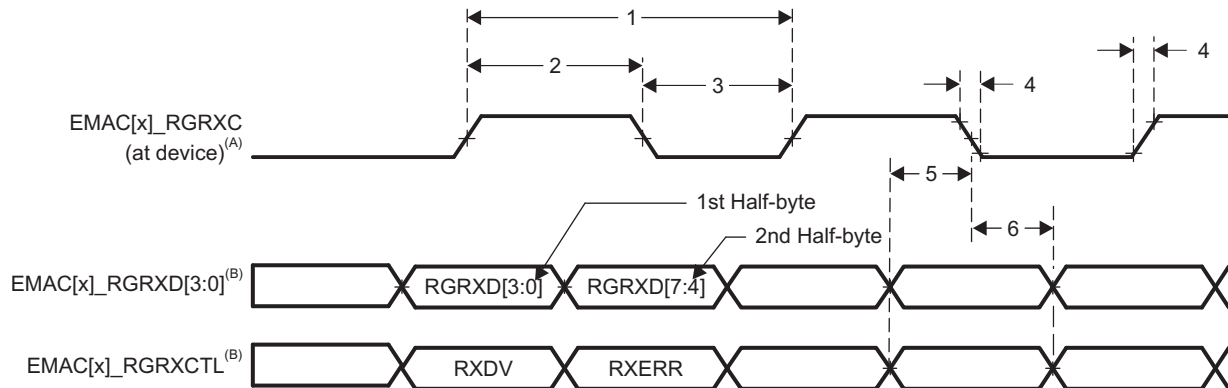 1
2
3
4
4
EMAC[x]_RGRXC
(at device)(A)
5
1st Half-byte
2nd Half-byte
6
EMAC[x]_RGRXD[3:0](B)
RGRXD[3:0]
RGRXD[7:4]
EMAC[x]_RGRXCTL(B)
RXDV
RXERR